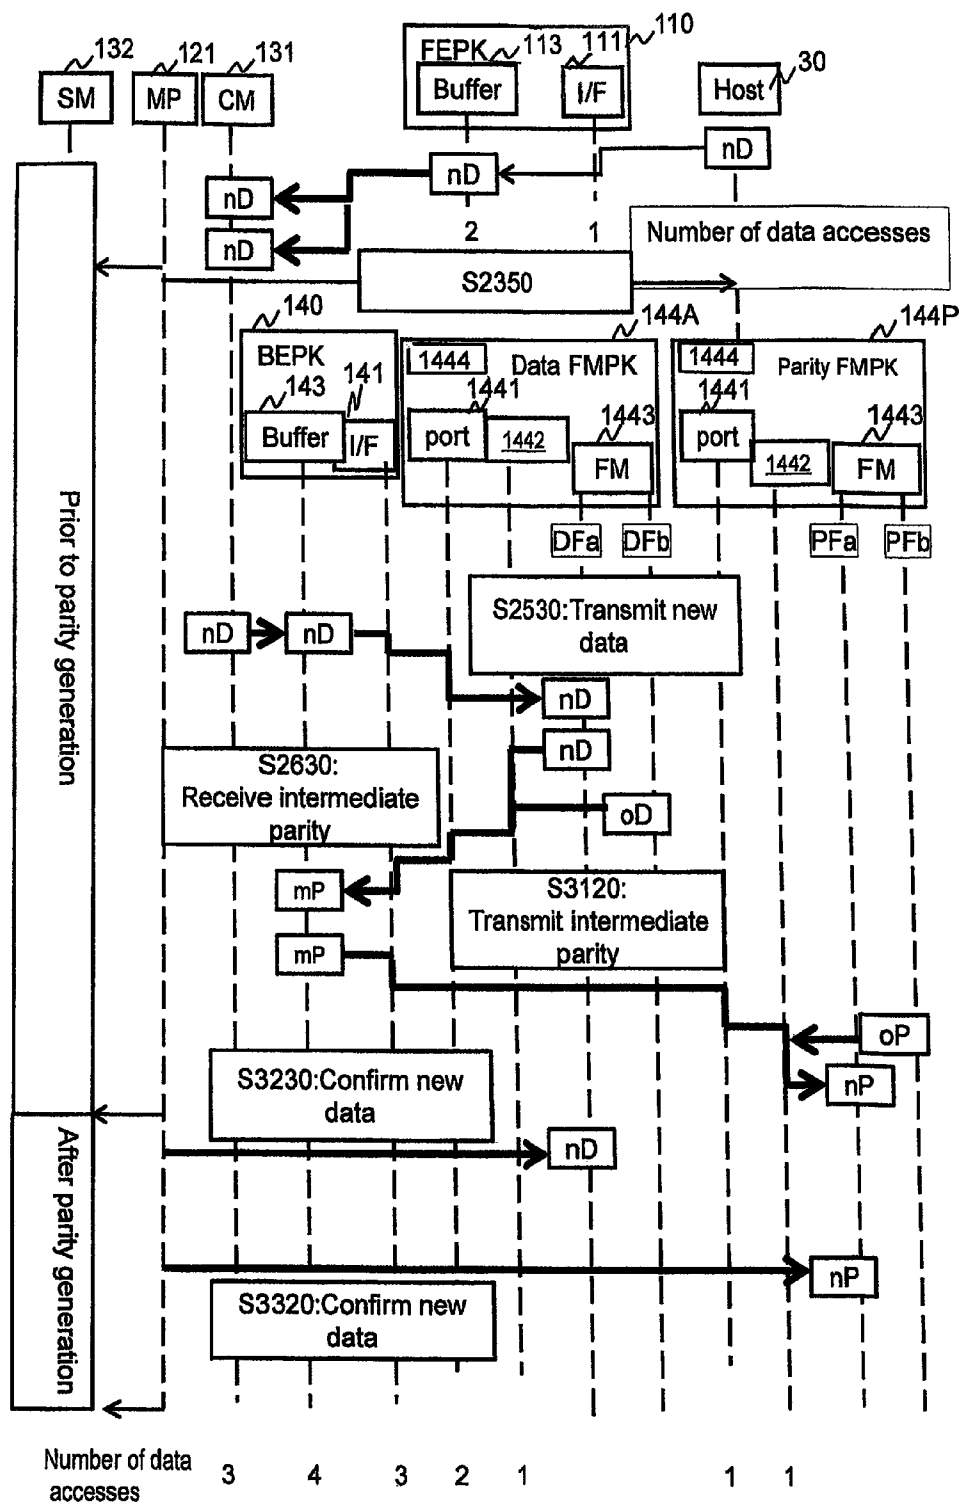 132
121
131
110
FEPK
113
111
30
SM
MP
CM
Buffer
I/F
Host
nD
nD
nD
nD
2
1
Number of data accesses
S2350
140
144A
144P
BEPK
141
143
Buffer
I/F
1444
Data FMPK
1441
port
1442
1443
FM
1444
Parity FMPK
1441
port
1442
1443
FM
DFa
DFb
PFa
PFb
Prior to parity generation
S2530:Transmit new
data
nD
nD
nD
nD
S2630:
Receive intermediate
parity
oD
mP
S3120:
Transmit intermediate
parity
mP
oP
nP
S3230:Confirm new
data
After parity generation
nD
nP
S3320:Confirm new
data
Number of data
accesses
3
4
3
2
1
1
1